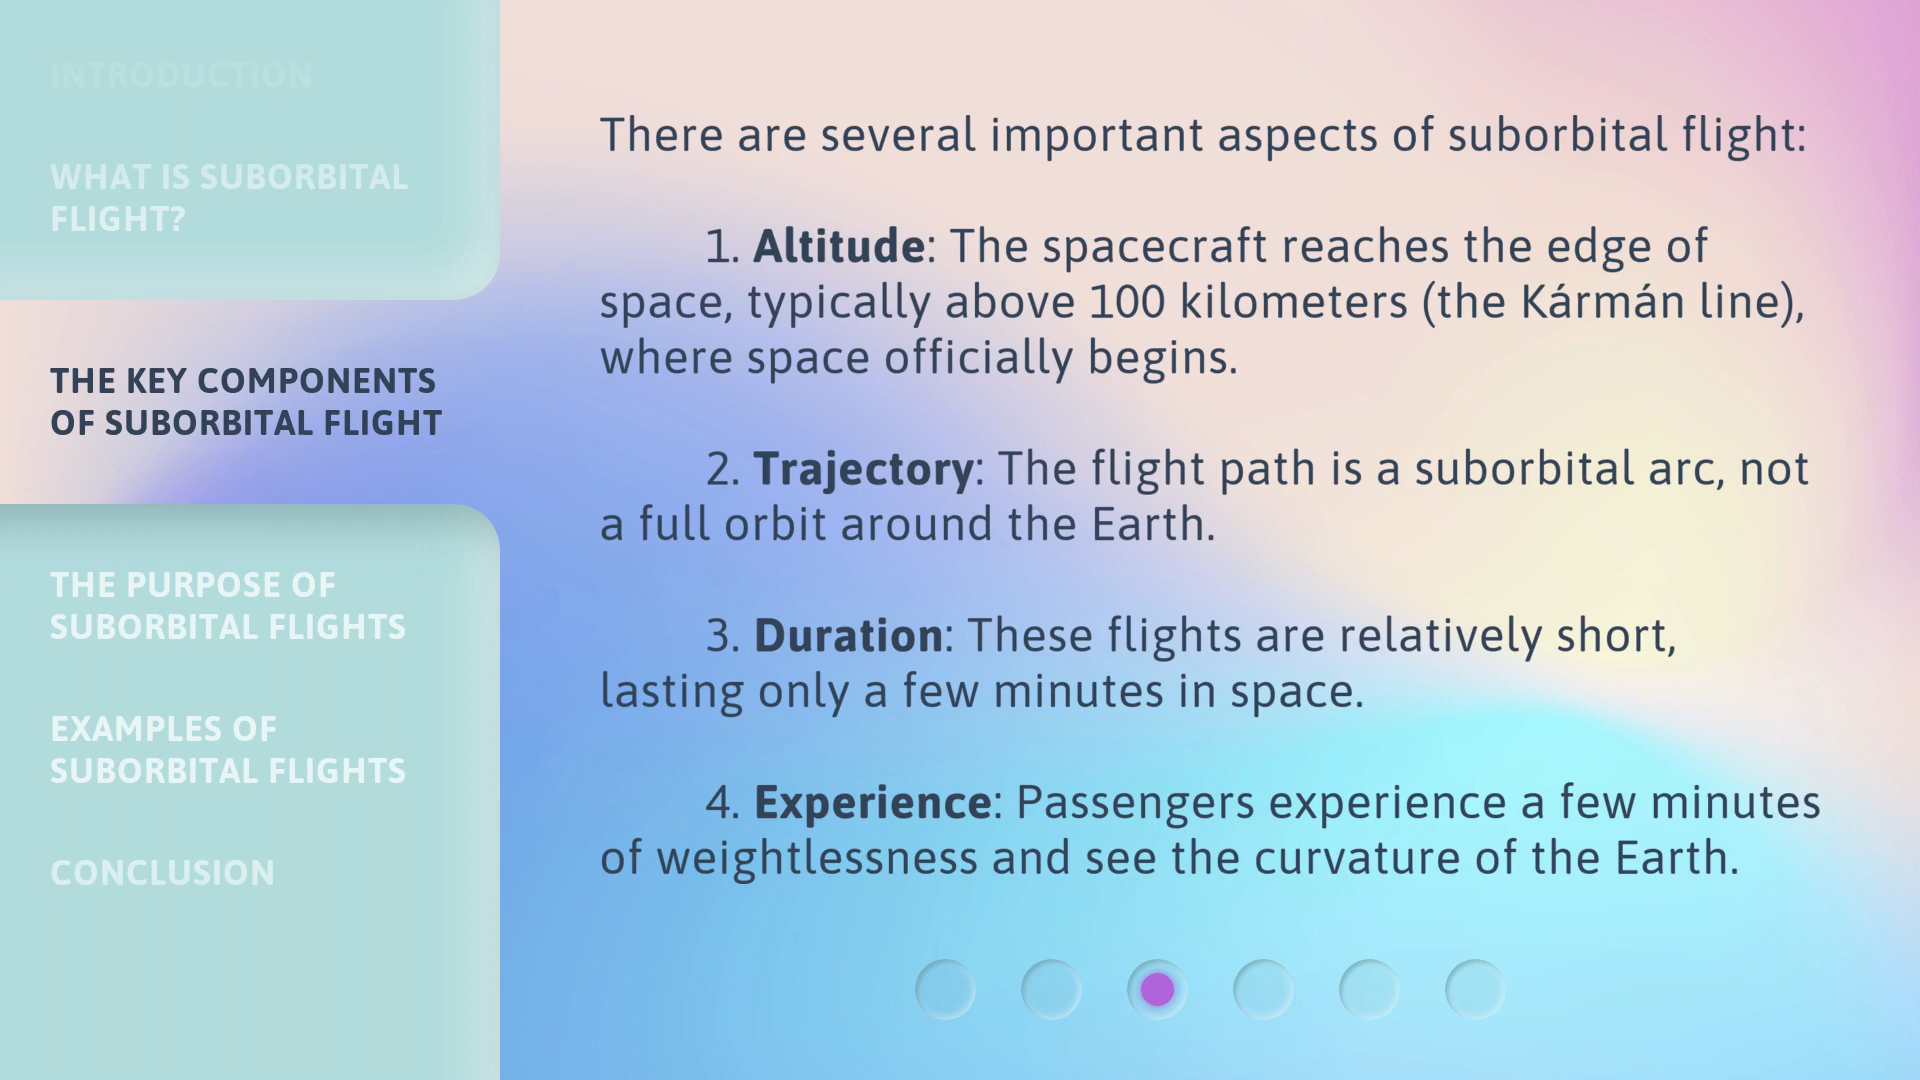 INTRODUCTION
WHAT IS SUBORBITAL
FLIGHT?
THE KEY COMPONENTS
OF SUBORBITAL FLIGHT
THE PURPOSE OF
SUBORBITAL FLIGHTS
EXAMPLES OF
SUBORBITAL FLIGHTS
CONCLUSION
There are several important aspects of suborbital flight:
1. Altitude: The spacecraft reaches the edge of
space, typically above 100 kilometers (the Kármán line),
where space officially begins.
2. Trajectory: The flight path is a suborbital arc, not
a full orbit around the Earth.
3. Duration: These flights are relatively short,
lasting only a few minutes in space.
4. Experience: Passengers experience a few minutes
of weightlessness and see the curvature of the Earth.